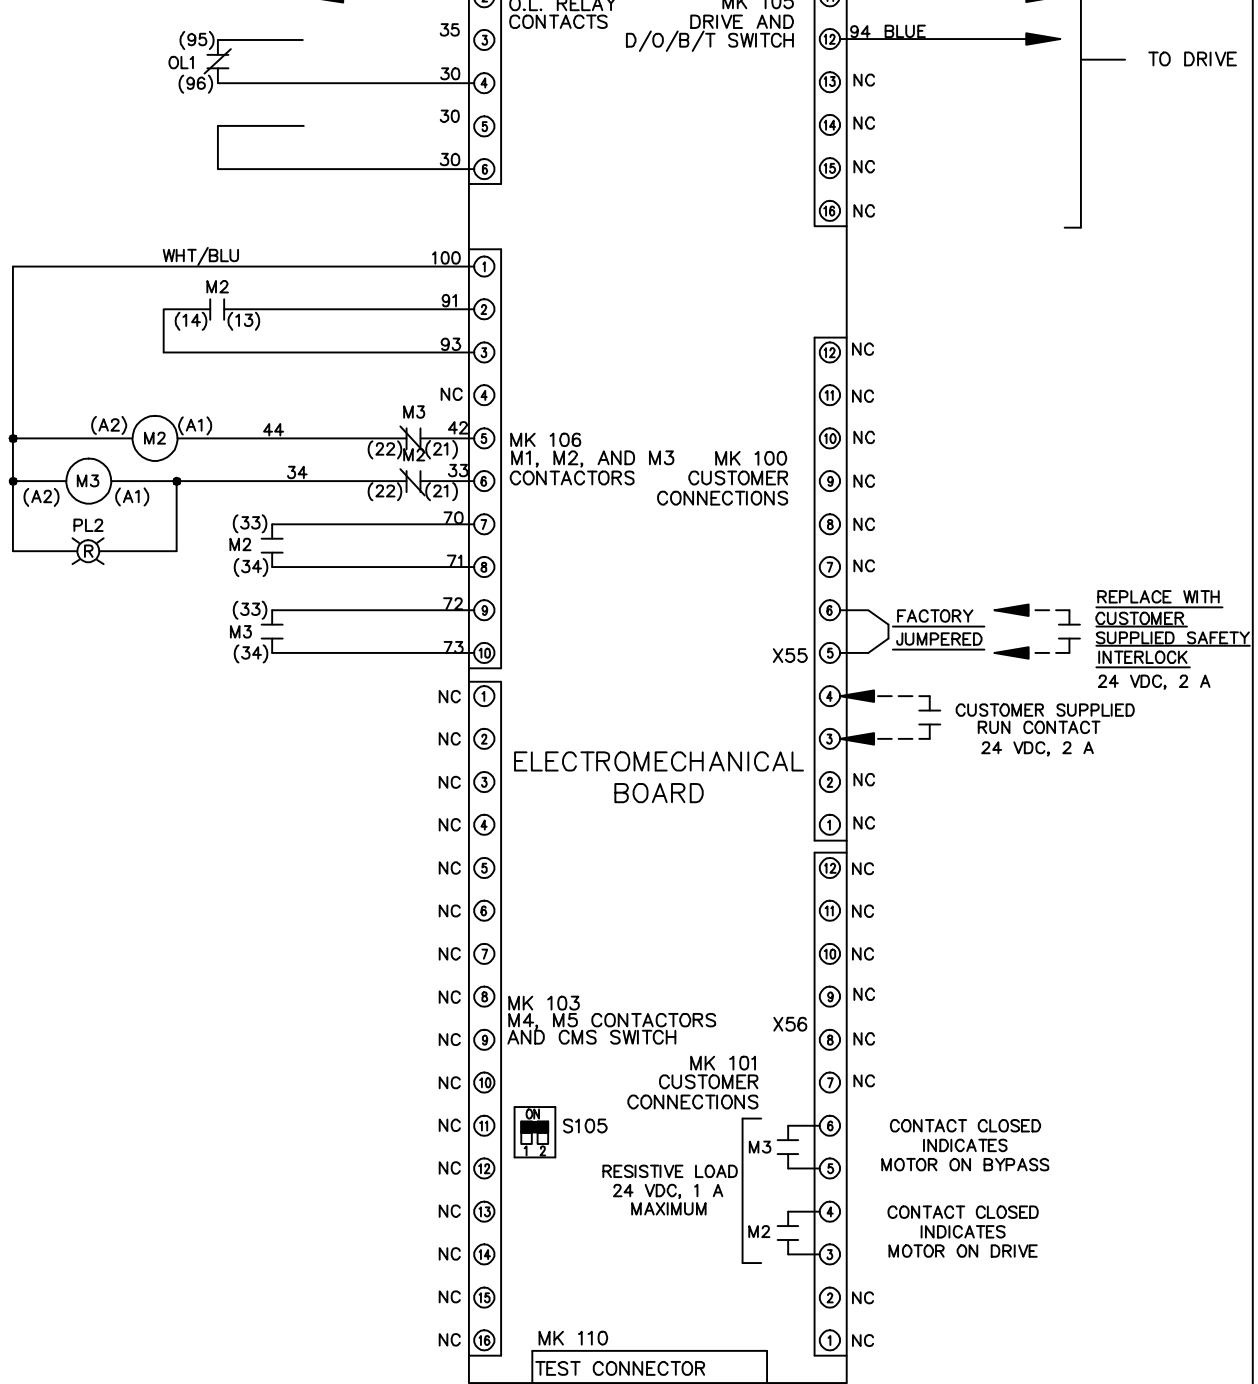 O.L. RELAY
CONTACTS
MK 105
DRIVE AND
D/O/B/T SWITCH
35
3
(95)
OL1
(96)
30
4
30
5
30
6
12
94 BLUE
TO DRIVE
13 NC
14 NC
15 NC
16 NC
WHT/BLU
100
1
M2
(14) (13)
91
2
93
3
NC 4
(A2) M2 (A1)
44
M3
(22) (21)
42
5
(A2) M3 (A1)
34
M2
(22) (21)
33
6
PL2
R
(33)
M2
(34)
70
7
71
8
(33)
M3
(34)
72
9
73
10
MK 106
M1, M2, AND M3
CONTACTORS
MK 100
CUSTOMER
CONNECTIONS
12 NC
11 NC
10 NC
9 NC
8 NC
7 NC
6
X55 5
FACTORY
JUMPERED
REPLACE WITH
CUSTOMER
SUPPLIED SAFETY
INTERLOCK
24 VDC, 2 A
4
3
CUSTOMER SUPPLIED
RUN CONTACT
24 VDC, 2 A
2 NC
1 NC
ELECTROMECHANICAL
BOARD
NC 1
NC 2
NC 3
NC 4
NC 5
NC 6
NC 7
NC 8
NC 9
NC 10
NC 11
NC 12
NC 13
NC 14
NC 15
NC 16
MK 103
M4, M5 CONTACTORS
AND CMS SWITCH
ON
1 2
S105
12 NC
11 NC
10 NC
9 NC
X56
8 NC
7 NC
MK 101
CUSTOMER
CONNECTIONS
RESISTIVE LOAD
24 VDC, 1 A
MAXIMUM
M3
6
5
CONTACT CLOSED
INDICATES
MOTOR ON BYPASS
M2
4
3
CONTACT CLOSED
INDICATES
MOTOR ON DRIVE
2 NC
1 NC
MK 110
TEST CONNECTOR